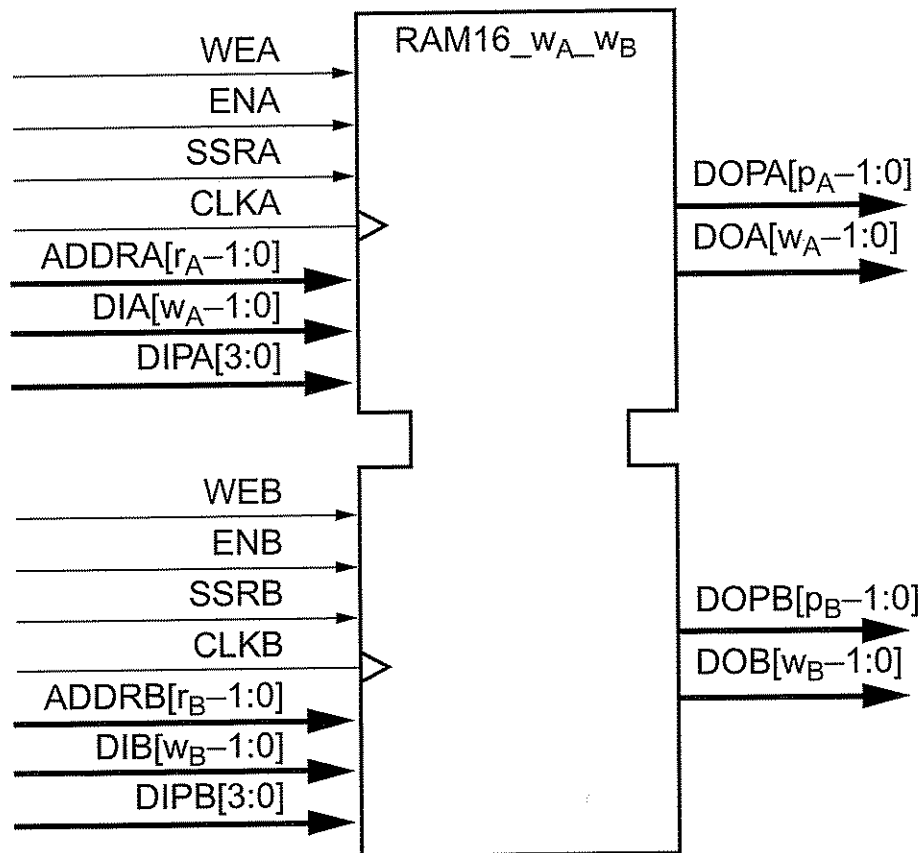 RAM16_wA_wB
WEA
ENA
SSRA
CLKA
ADDRA[rA–1:0]
DIA[wA–1:0]
DIPA[3:0]
DOPA[pA–1:0]
DOA[wA–1:0]
WEB
ENB
SSRB
CLKB
ADDRB[rB–1:0]
DIB[wB–1:0]
DIPB[3:0]
DOPB[pB–1:0]
DOB[wB–1:0]